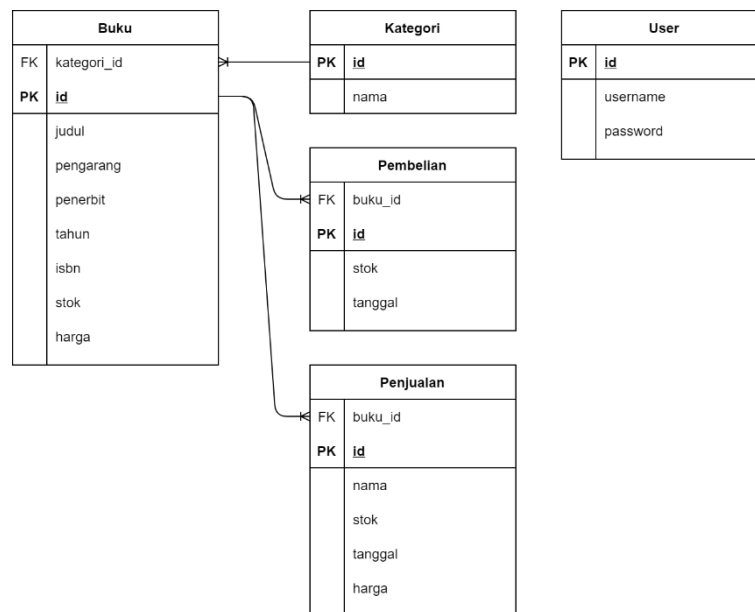 Buku
FK kategori_id
PK id
judul
pengarang
penerbit
tahun
isbn
stok
harga
Kategori
PK id
nama
Pembelian
FK buku_id
PK id
stok
tanggal
Penjualan
FK buku_id
PK id
nama
stok
tanggal
harga
User
PK id
username
password